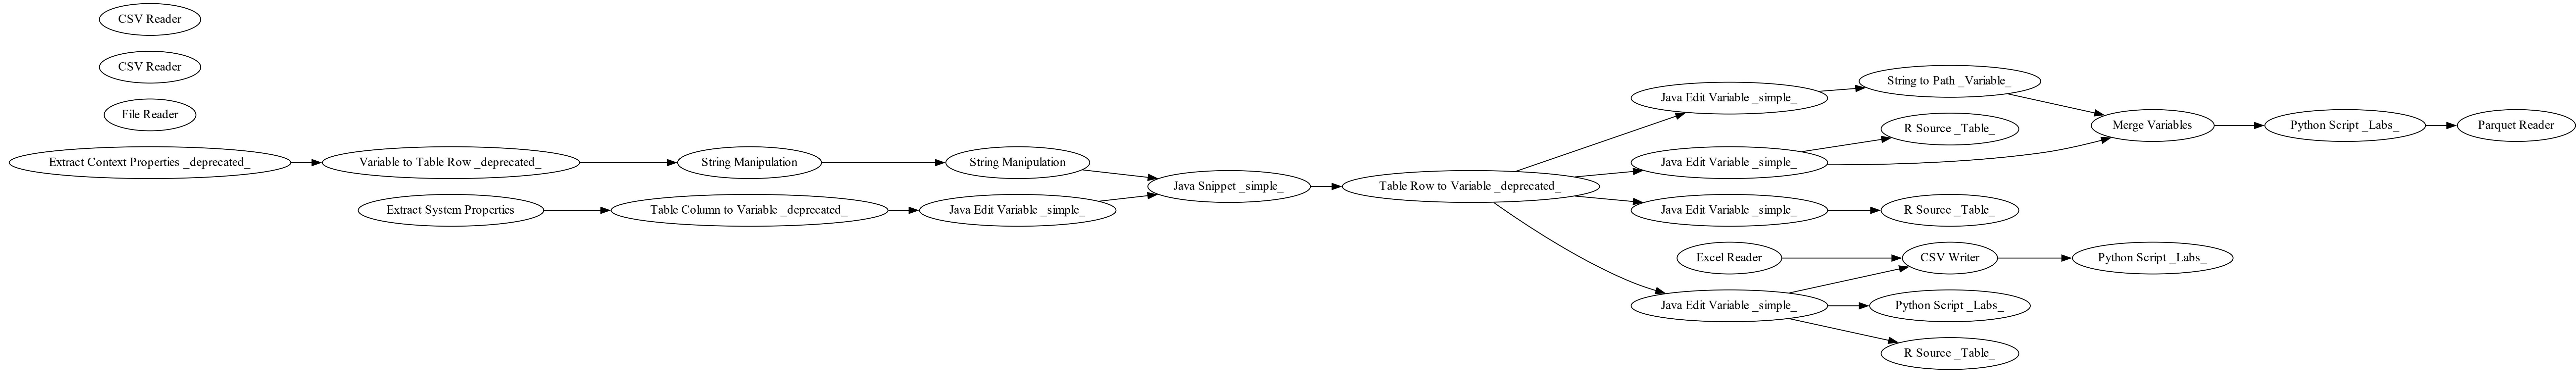 CSV Reader
CSV Reader
File Reader
Extract Context Properties _deprecated_
Variable to Table Row _deprecated_
String Manipulation
String Manipulation
Extract System Properties
Table Column to Variable _deprecated_
Java Edit Variable _simple_
Java Snippet _simple_
Table Row to Variable _deprecated_
Java Edit Variable _simple_
String to Path _Variable_
Java Edit Variable _simple_
R Source _Table_
Merge Variables
Python Script _Labs_
Parquet Reader
Java Edit Variable _simple_
R Source _Table_
Excel Reader
CSV Writer
Python Script _Labs_
Java Edit Variable _simple_
Python Script _Labs_
R Source _Table_